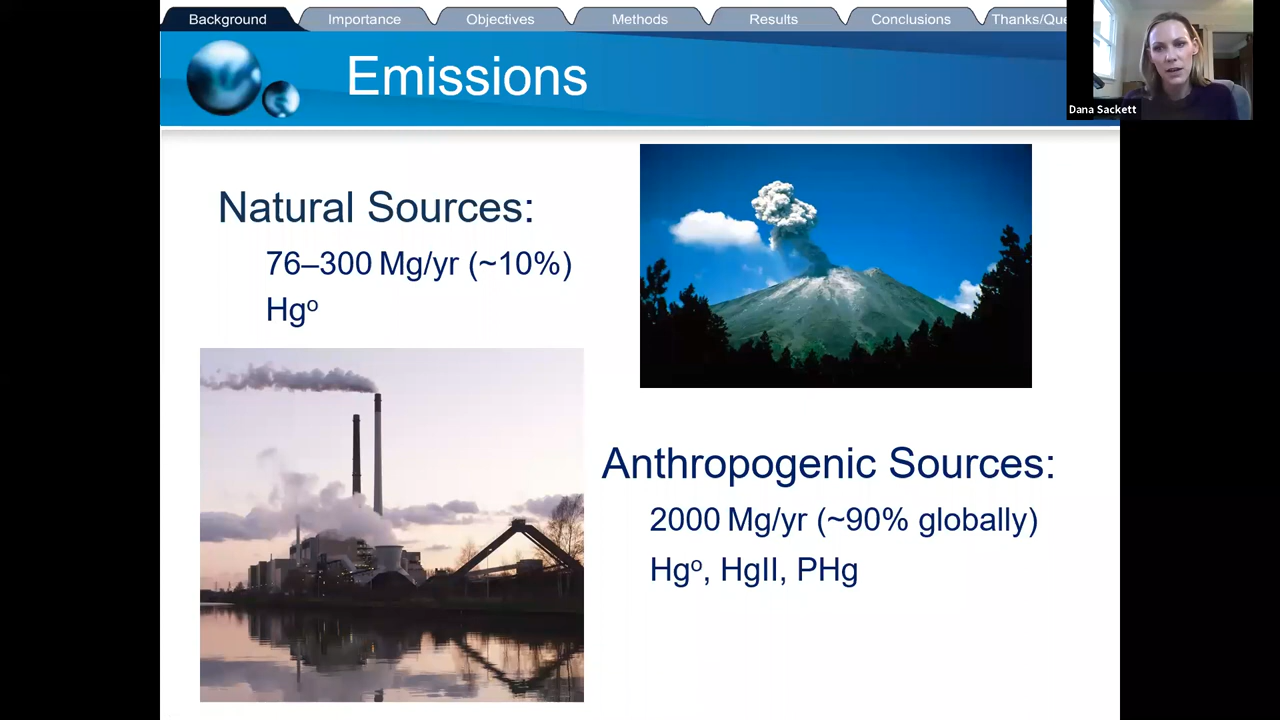 Background
Importance
Objectives
Methods
Results
Conclusions
Thanks/Que
Emissions
Dana Sackett
Natural Sources:
76–300 Mg/yr (~10%)
Hgº
Anthropogenic Sources:
2000 Mg/yr (~90% globally)
Hgº, HgII, PHg